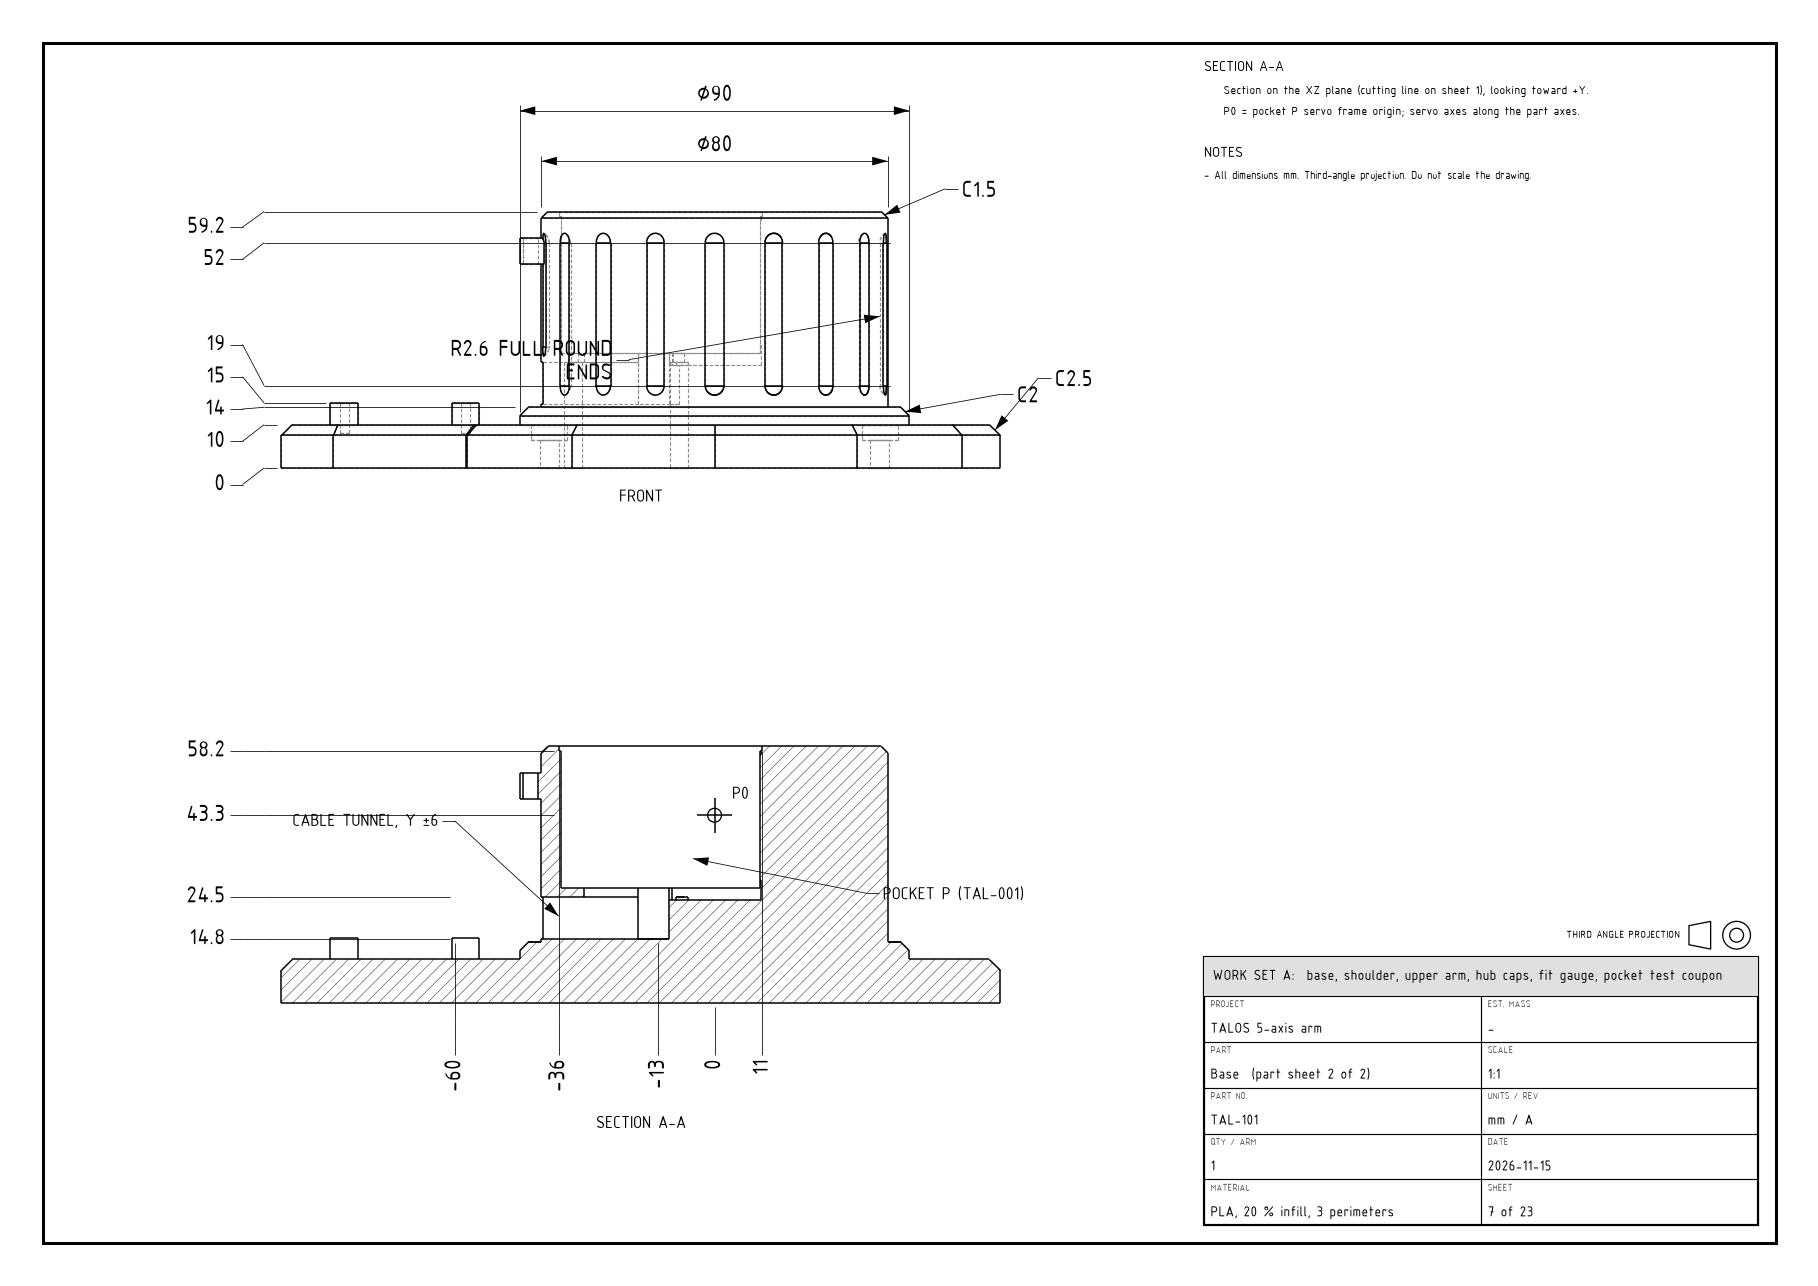 SECTION A-A
Section on the XZ plane (cutting line on sheet 1), looking toward +Y.
P0 = pocket P servo frame origin; servo axes along the part axes.
NOTES
- All dimensions mm. Third-angle projection. Do not scale the drawing.
Ø90
Ø80
C1.5
59.2
52
19
15
14
10
0
R2.6 FULL ROUND
ENDS
C2.5
C2
FRONT
58.2
43.3
24.5
14.8
CABLE TUNNEL, Y ±6
P0
POCKET P (TAL-001)
-60
-36
-13
0
11
SECTION A-A
THIRD ANGLE PROJECTION
WORK SET A: base, shoulder, upper arm, hub caps, fit gauge, pocket test coupon
PROJECT
TALOS 5-axis arm
EST. MASS
-
PART
Base (part sheet 2 of 2)
SCALE
1:1
PART NO.
TAL-101
UNITS / REV
mm / A
QTY / ARM
1
DATE
2026-11-15
MATERIAL
PLA, 20 % infill, 3 perimeters
SHEET
7 of 23